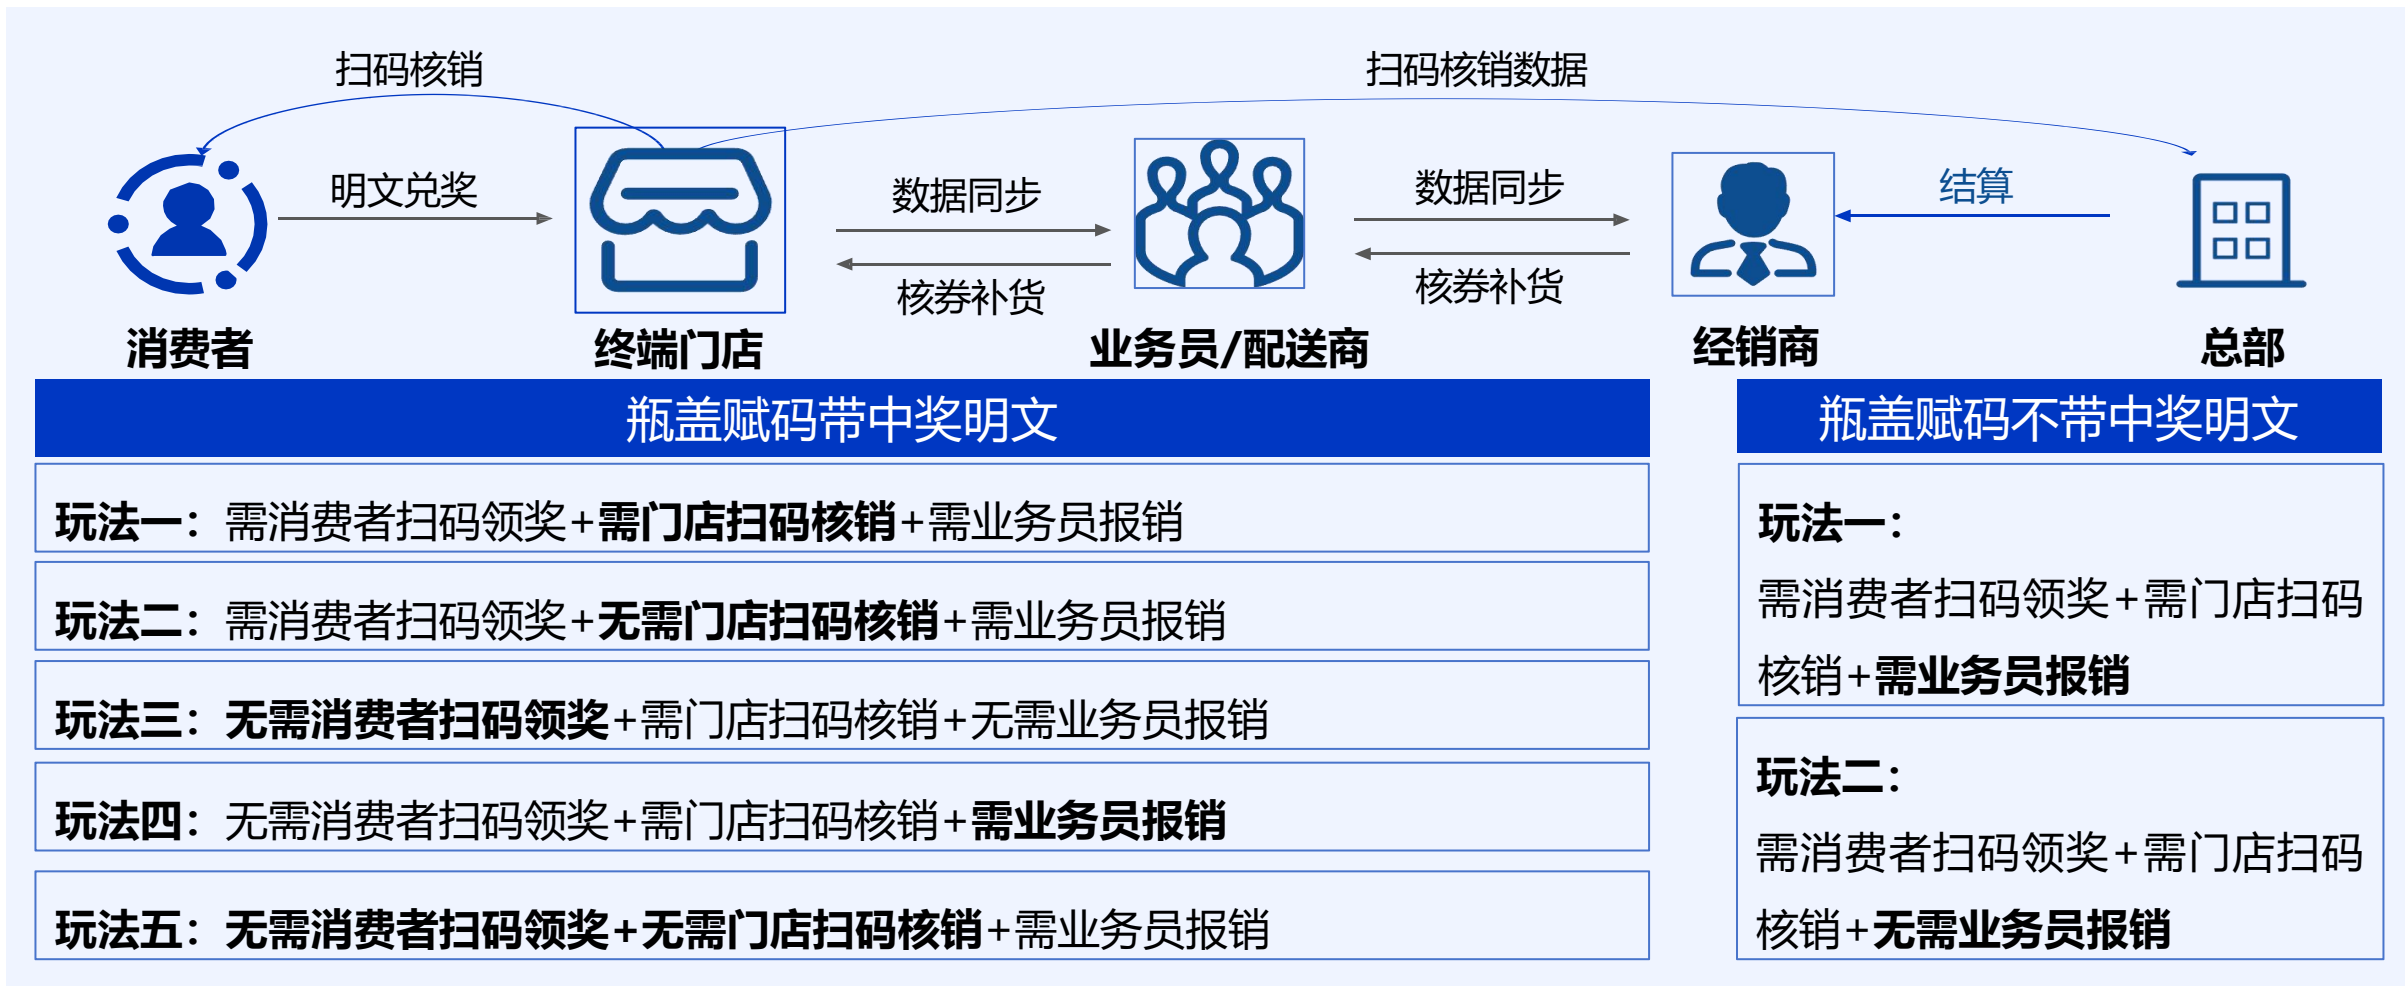 扫码核销
扫码核销数据
明文兑奖
数据同步
数据同步
结算
核券补货
核券补货
消费者
终端门店
业务员/配送商
经销商
总部
瓶盖赋码带中奖明文
玩法一：需消费者扫码领奖+需门店扫码核销+需业务员报销
玩法二：需消费者扫码领奖+无需门店扫码核销+需业务员报销
玩法三：无需消费者扫码领奖+需门店扫码核销+无需业务员报销
玩法四：无需消费者扫码领奖+需门店扫码核销+需业务员报销
玩法五：无需消费者扫码领奖+无需门店扫码核销+需业务员报销
瓶盖赋码不带中奖明文
玩法一：
需消费者扫码领奖+需门店扫码
核销+需业务员报销
玩法二：
需消费者扫码领奖+需门店扫码
核销+无需业务员报销